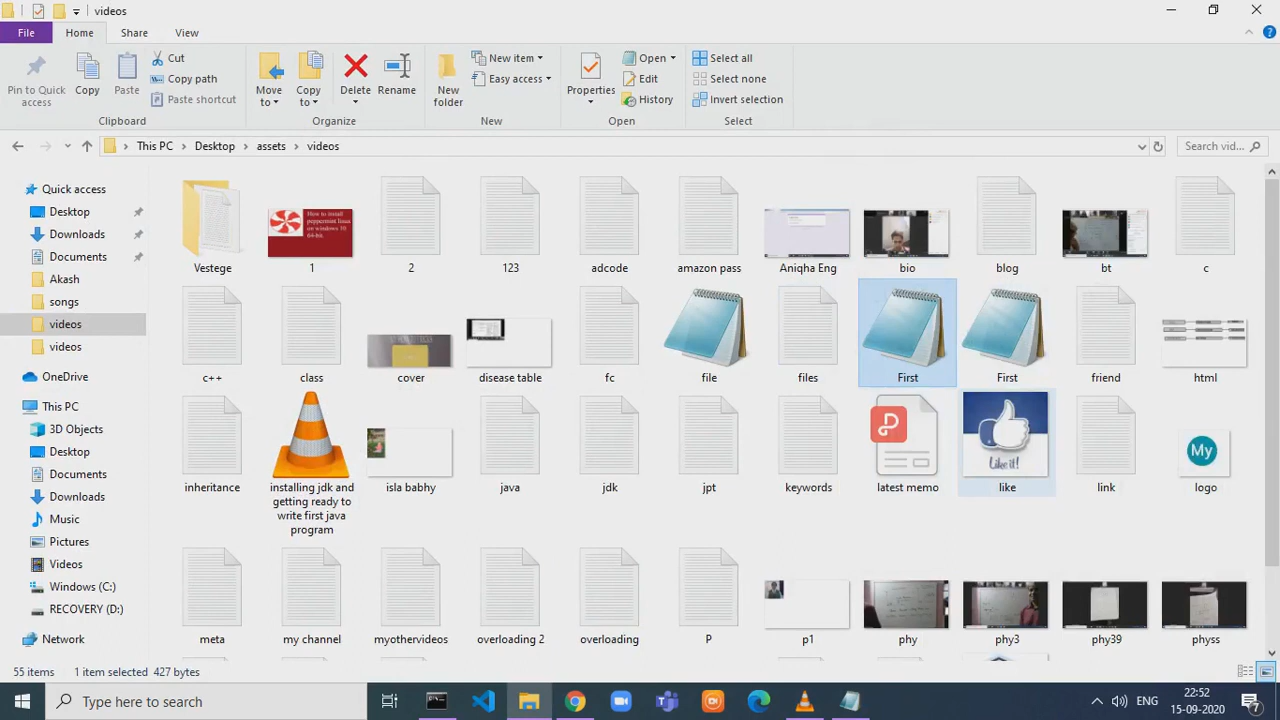 videos
File
Home
Share
View
Pin to Quick access
Copy
Paste
Cut
Copy path
Paste shortcut
Clipboard
Move to
Copy to
Delete
Rename
Organize
New folder
New item
Easy access
New
Properties
Open
Edit
History
Open
Select all
Select none
Invert selection
Select
This PC
Desktop
assets
videos
Search vid...
Quick access
Desktop
Downloads
Documents
Akash
songs
videos
videos
OneDrive
This PC
3D Objects
Desktop
Documents
Downloads
Music
Pictures
Videos
Windows (C:)
RECOVERY (D:)
Network
How to install
peppermint linux
on windows 10
64-bit.
Vestege
1
2
123
adcode
amazon pass
Aniqha Eng
bio
blog
bt
c
c++
class
cover
disease table
fc
file
files
First
First
friend
html
Like it!
My
inheritance
installing jdk and
getting ready to
write first java
program
isla babhy
java
jdk
jpt
keywords
latest memo
like
link
logo
meta
my channel
myothervideos
overloading 2
overloading
P
p1
phy
phy3
phy39
physs
55 items
1 item selected 427 bytes
Type here to search
ENG
22:52
15-09-2020
7